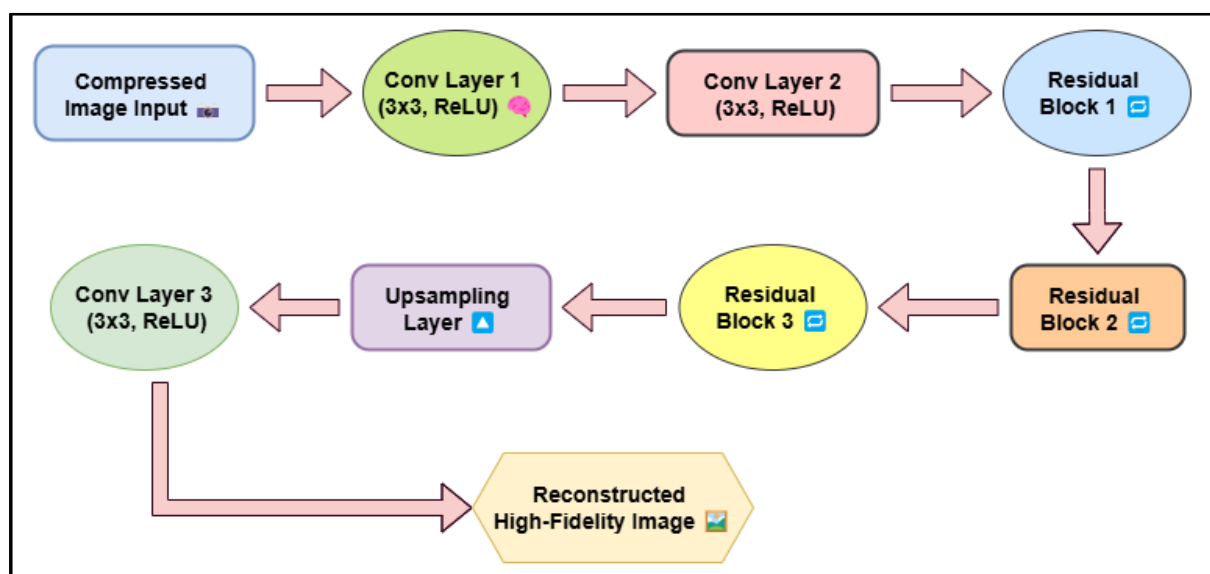 Compressed
Image Input 📷
Conv Layer 1
(3x3, ReLU) 🧠
Conv Layer 2
(3x3, ReLU)
Residual
Block 1 🔁
Residual
Block 2 🔁
Residual
Block 3 🔁
Upsampling
Layer 🔼
Conv Layer 3
(3x3, ReLU)
Reconstructed
High-Fidelity Image 🖼️